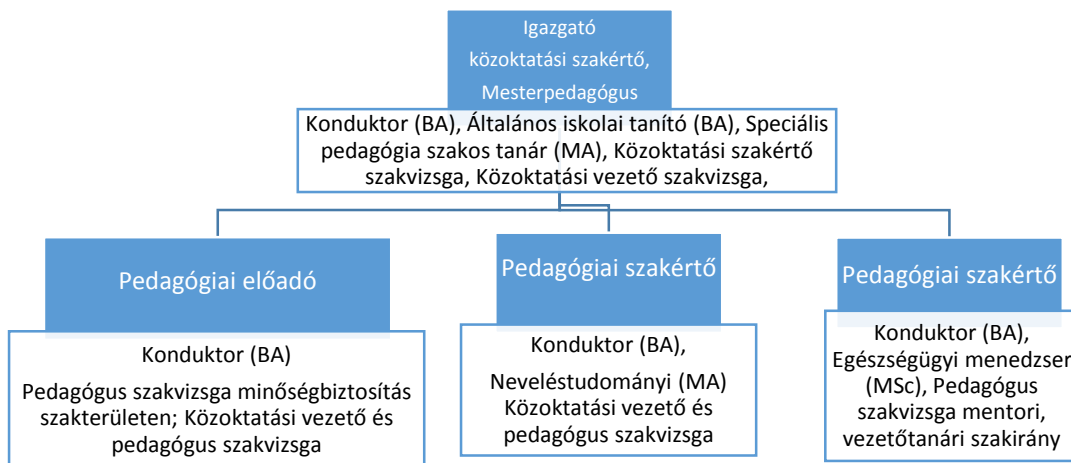 Igazgató
közoktatási szakértő,
Mesterpedagógus
Konduktor (BA), Általános iskolai tanító (BA), Speciális
pedagógia szakos tanár (MA), Közoktatási szakértő
szakvizsga, Közoktatási vezető szakvizsga,
Pedagógiai előadó
Konduktor (BA)
Pedagógus szakvizsga minőségbiztosítás
szakterületen; Közoktatási vezető és
pedagógus szakvizsga
Pedagógiai szakértő
Konduktor (BA),
Neveléstudományi (MA)
Közoktatási vezető és
pedagógus szakvizsga
Pedagógiai szakértő
Konduktor (BA),
Egészségügyi menedzser
(MSc), Pedagógus
szakvizsga mentori,
vezetőtanári szakirány